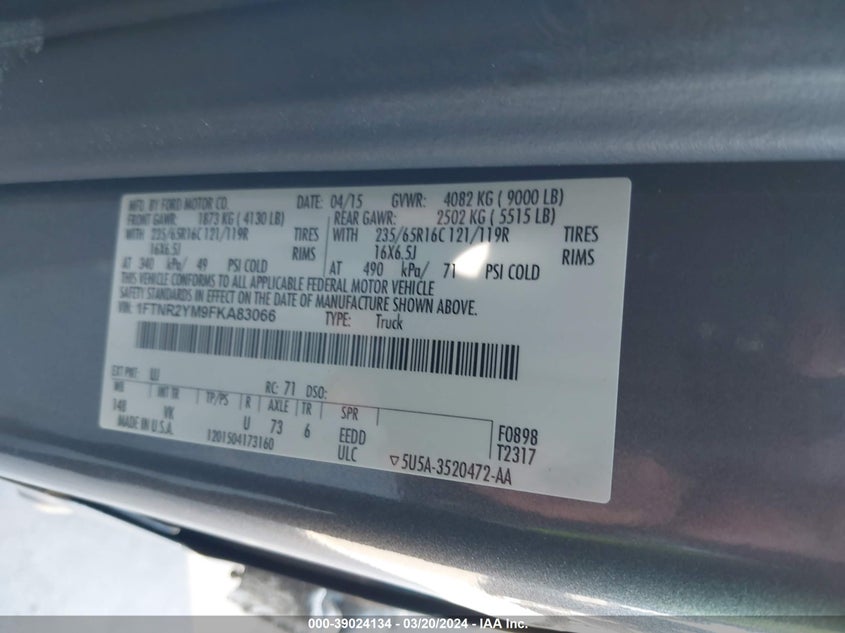 MFD. BY FORD MOTOR CO. DATE: 04/15 GVWR: 4082 KG ( 9000 LB)
FRONT GAWR: 1873 KG ( 4130 LB) REAR GAWR: 2502 KG ( 5515 LB)
WITH 235/65R16C 121/119R TIRES WITH 235/65R16C 121/119R TIRES
16X6.5J RIMS 16X6.5J RIMS
AT 340 kPa/ 49 PSI COLD AT 490 kPa/ 71 PSI COLD
THIS VEHICLE CONFORMS TO ALL APPLICABLE FEDERAL MOTOR VEHICLE
SAFETY STANDARDS IN EFFECT ON THE DATE OF MANUFACTURE SHOWN ABOVE.
VIN: 1FTNR2YM9FKA83066 TYPE: Truck
EXT PNT: UJ RC: 71 DSO:
WB INT TR TP/PS R AXLE TR SPR
148 VK U 73 6 EEDD F0898
MADE IN U.S.A. 1201504173160 ULC T2317
▽5U5A-3520472-AA
000-39024134 - 03/20/2024 - IAA Inc.